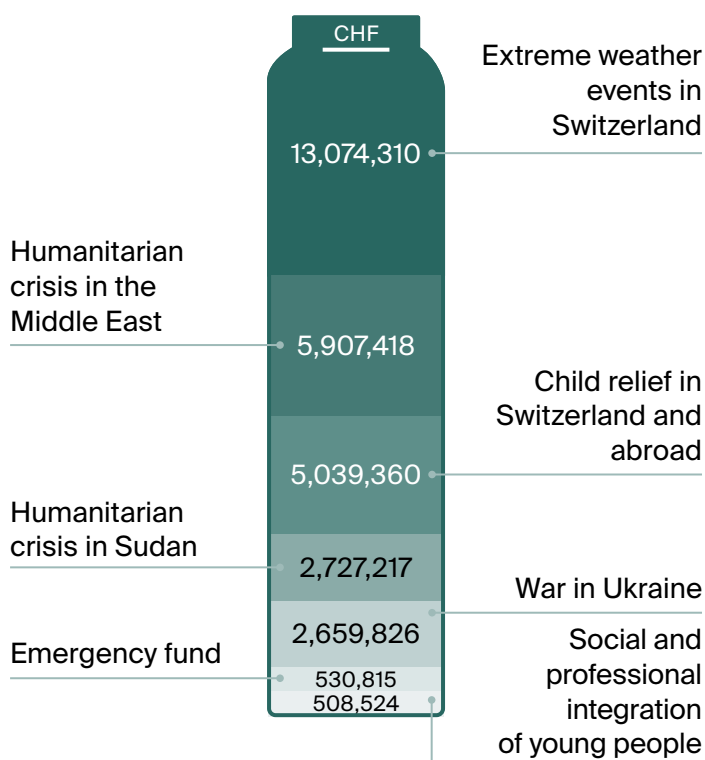 CHF
Extreme weather
events in
Switzerland
13,074,310
Humanitarian
crisis in the
Middle East
5,907,418
Child relief in
Switzerland and
abroad
5,039,360
Humanitarian
crisis in Sudan
2,727,217
War in Ukraine
2,659,826
Emergency fund
530,815
Social and
professional
integration
of young people
508,524